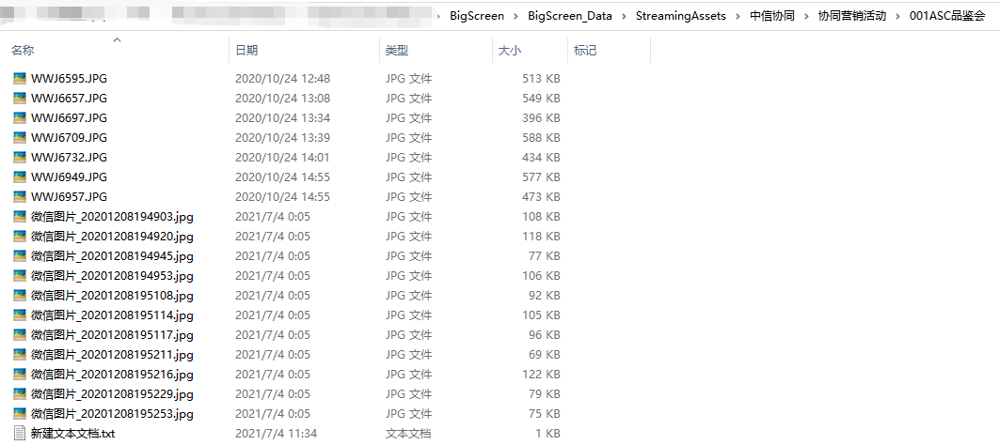 BigScreen › BigScreen_Data › StreamingAssets › 中信协同 › 协同营销活动 › 001ASC品鉴会
名称 日期 类型 大小 标记
WWJ6595.JPG 2020/10/24 12:48 JPG 文件 513 KB
WWJ6657.JPG 2020/10/24 13:08 JPG 文件 549 KB
WWJ6697.JPG 2020/10/24 13:34 JPG 文件 396 KB
WWJ6709.JPG 2020/10/24 13:39 JPG 文件 588 KB
WWJ6732.JPG 2020/10/24 14:01 JPG 文件 434 KB
WWJ6949.JPG 2020/10/24 14:55 JPG 文件 577 KB
WWJ6957.JPG 2020/10/24 14:55 JPG 文件 473 KB
微信图片_20201208194903.jpg 2021/7/4 0:05 JPG 文件 108 KB
微信图片_20201208194920.jpg 2021/7/4 0:05 JPG 文件 118 KB
微信图片_20201208194945.jpg 2021/7/4 0:05 JPG 文件 77 KB
微信图片_20201208194953.jpg 2021/7/4 0:05 JPG 文件 106 KB
微信图片_20201208195108.jpg 2021/7/4 0:05 JPG 文件 92 KB
微信图片_20201208195114.jpg 2021/7/4 0:05 JPG 文件 105 KB
微信图片_20201208195117.jpg 2021/7/4 0:05 JPG 文件 96 KB
微信图片_20201208195211.jpg 2021/7/4 0:05 JPG 文件 69 KB
微信图片_20201208195216.jpg 2021/7/4 0:05 JPG 文件 122 KB
微信图片_20201208195229.jpg 2021/7/4 0:05 JPG 文件 79 KB
微信图片_20201208195253.jpg 2021/7/4 0:05 JPG 文件 75 KB
新建文本文档.txt 2021/7/4 11:34 文本文档 1 KB